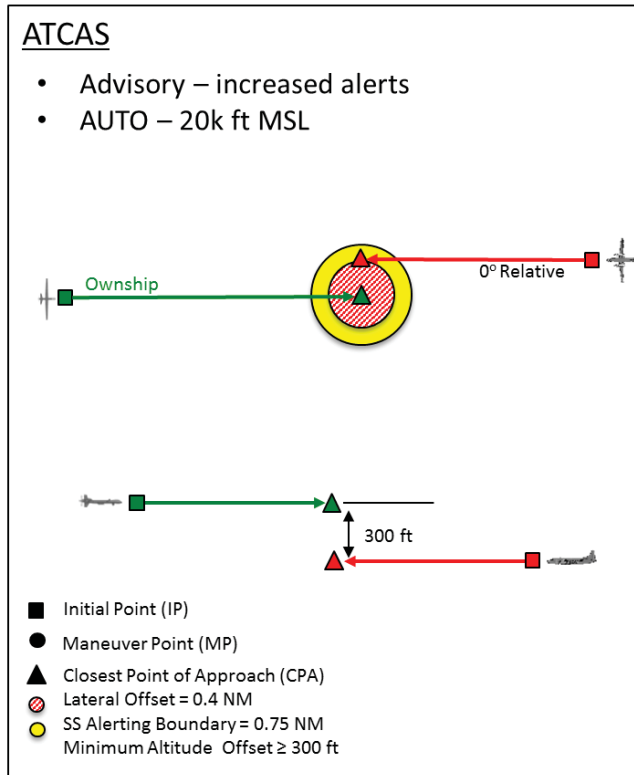 ATCAS
• Advisory – increased alerts
• AUTO – 20k ft MSL
Ownship
0° Relative
300 ft
Initial Point (IP)
Maneuver Point (MP)
Closest Point of Approach (CPA)
Lateral Offset = 0.4 NM
SS Alerting Boundary = 0.75 NM
Minimum Altitude Offset ≥ 300 ft